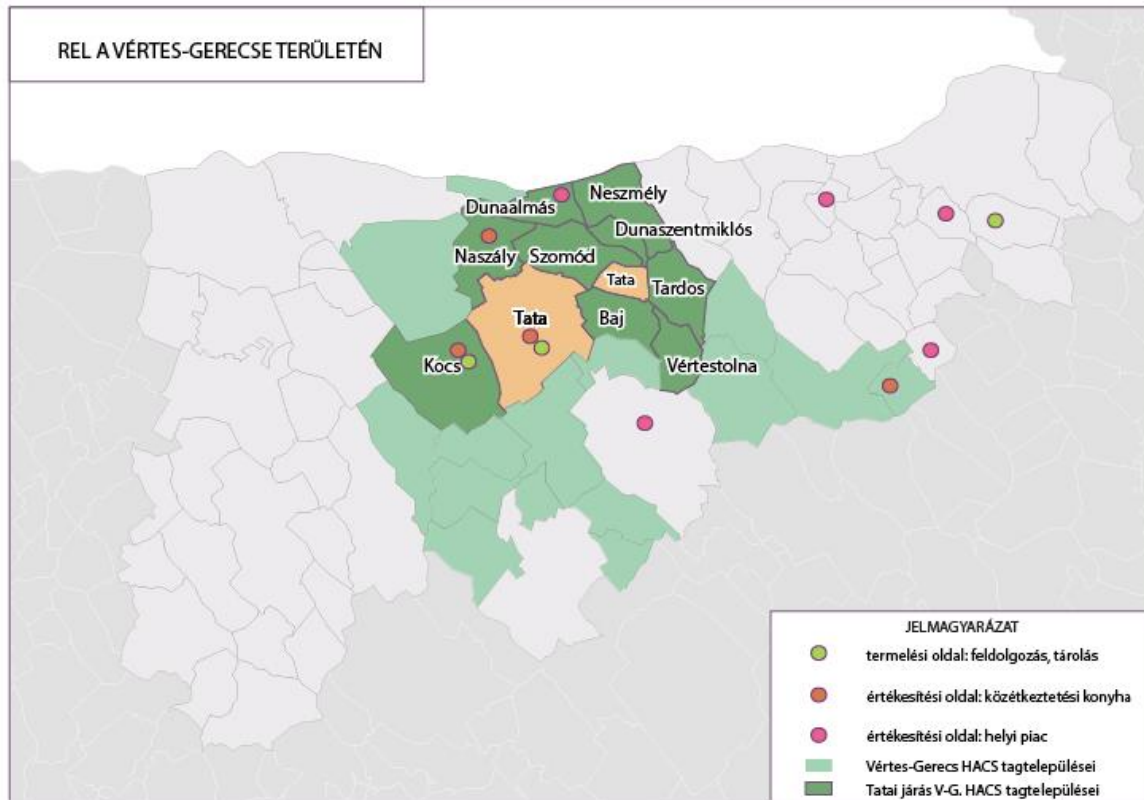 REL A VÉRTES-GERECSE TERÜLETÉN
Neszmély
Dunaalmás
Dunaszentmiklós
Naszály
Szomód
Tata
Tardos
Tata
Baj
Kocs
Vértestolna
JELMAGYARÁZAT
termelési oldal: feldolgozás, tárolás
értékesítési oldal: közétkeztetési konyha
értékesítési oldal: helyi piac
Vértes-Gerecs HACS tagtelepülései
Tatai járás V-G. HACS tagtelepülései